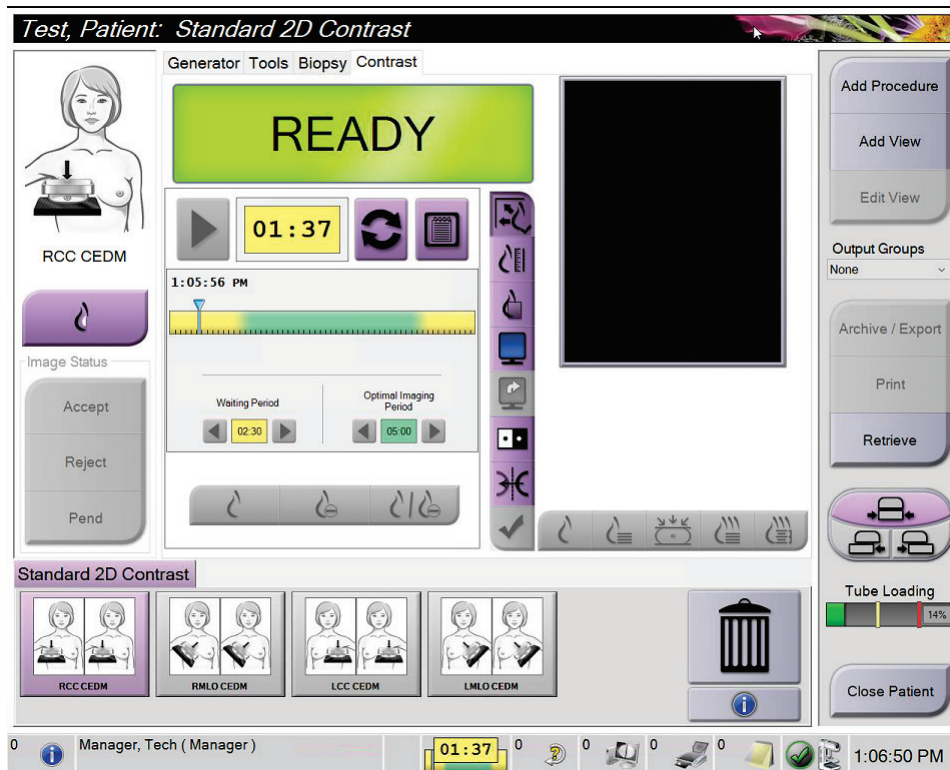 Test, Patient: Standard 2D Contrast
Generator Tools Biopsy Contrast
READY
RCC CEDM
01:37
1:05:56 PM
Waiting Period
02:30
Optimal Imaging
Period
05:00
Image Status
Accept
Reject
Pend
Add Procedure
Add View
Edit View
Output Groups
None
Archive / Export
Print
Retrieve
Tube Loading
14%
Close Patient
Standard 2D Contrast
RCC CEDM
RMLO CEDM
LCC CEDM
LMLO CEDM
0
Manager, Tech ( Manager )
01:37
0
0
0
0
1:06:50 PM